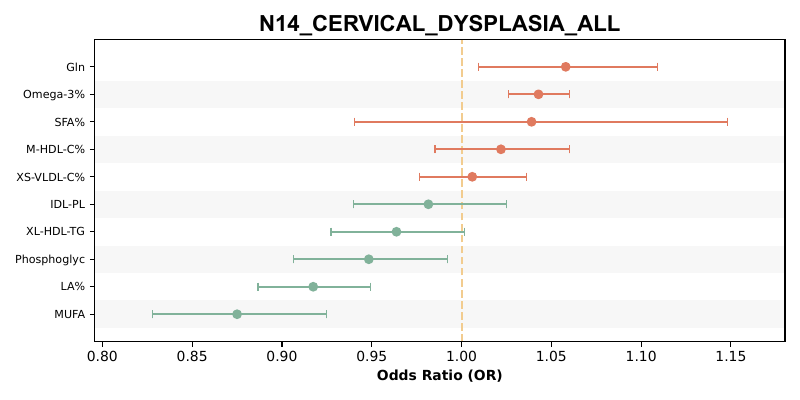 N14_CERVICAL_DYSPLASIA_ALL
Gln
Omega-3%
SFA%
M-HDL-C%
XS-VLDL-C%
IDL-PL
XL-HDL-TG
Phosphoglyc
LA%
MUFA
0.80 0.85 0.90 0.95 1.00 1.05 1.10 1.15
Odds Ratio (OR)